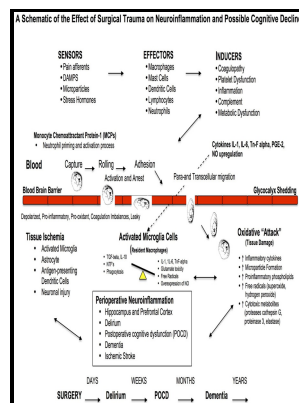 A Schematic of the Effect of Surgical Trauma on Neuroinflammation and Possible Cognitive Decline
SENSORS
• Pain afferents
• DAMPS
• Microparticles
• Stress Hormones
EFFECTORS
• Macrophages
• Mast Cells
• Dendritic Cells
• Lymphocytes
• Neutrophils
INDUCERS
• Coagulopathy
• Platelet Dysfunction
• Inflammation
• Complement
• Metabolic Dysfunction
Monocyte Chemoattractant Protein-1 (MCPs)
• Neutrophil priming and activation process
Cytokines IL-1, IL-6, Tn-F alpha, PGE-2,
NO upregulation
Blood
Capture
Rolling
Adhesion
Activation and Arrest
Para-and Transcellular migration
Blood Brain Barrier
Glycocalyx Shedding
Depolarized, Pro-inflammatory, Pro-oxidant, Coagulation Imbalances, Leaky
Tissue Ischemia
• Activated Microglia
• Astrocyte
• Antigen-presenting
Dendritic Cells
• Neuronal injury
Activated Microglia Cells
(Resident Macrophages)
• TGF-beta, IL-10
• Phagocytosis
• IL-1, IL-6, TnF alpha
• Glutamate toxicity
• Free Radicals
• Overexpression of NO
Oxidative "Attack"
(Tissue Damage)
↑ Inflammatory cytokines
↑ Microparticle Formation
↑ Proinflammatory phospholipids
↑ Free radicals (superoxide,
hydrogen peroxide)
↑ Cytotoxic metabolites
(proteases cathepsin G,
proteinase 3, elastase)
Perioperative Neuroinflammation
• Hippocampus and Prefrontal Cortex
• Delirium
• Postoperative cognitive dysfunction (POCD)
• Dementia
• Ischemic Stroke
DAYS
WEEKS
MONTHS
YEARS
SURGERY
Delirium
POCD
Dementia